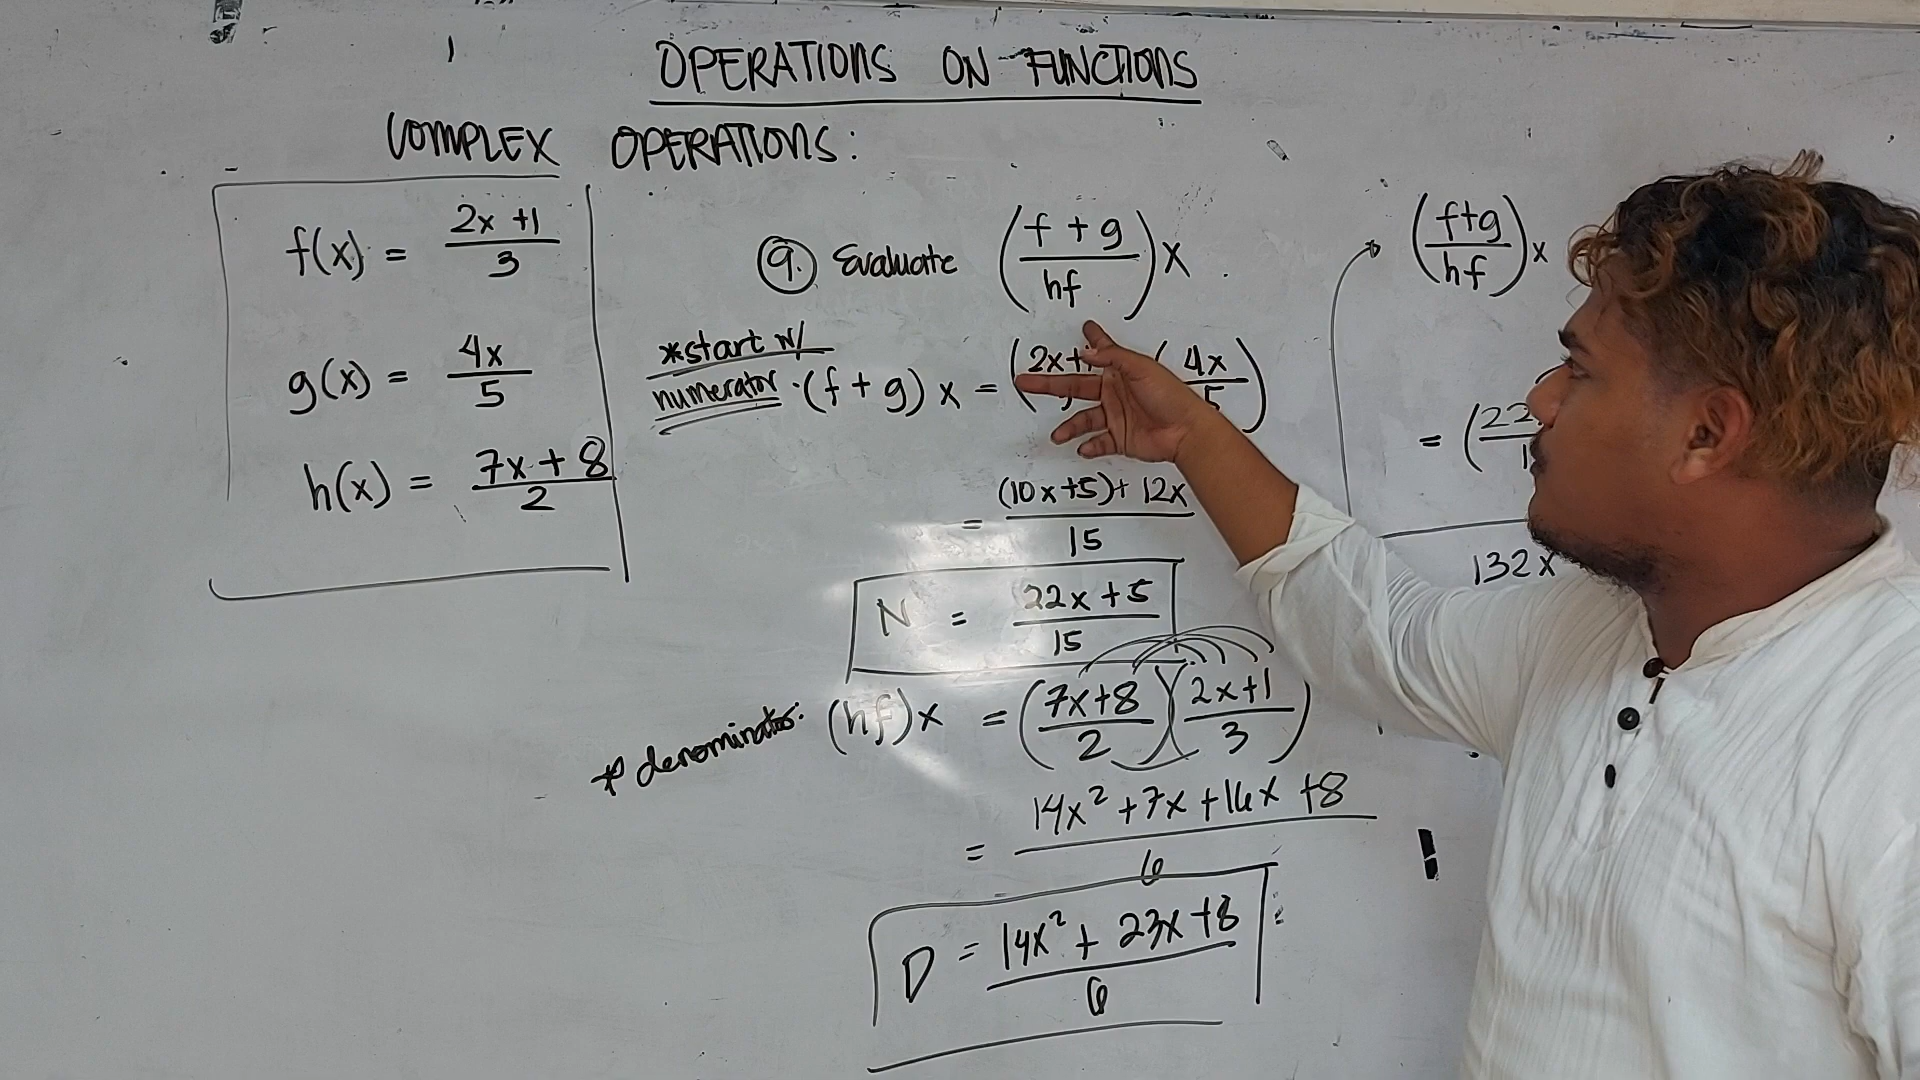 OPERATIONS ON FUNCTIONS
COMPLEX OPERATIONS:
f(x) = 2x +1 / 3
g(x) = 4x / 5
h(x) = 7x + 8 / 2
9. Evaluate (f + g / hf) x .
*start w/
numerator · (f + g) x = (2x+ (4x / 5)
= (10x+5)+ 12x / 15
N = 22x + 5 / 15
* denominator: (hf)x = (7x+8 / 2)(2x+1 / 3)
= 14x² +7x +16x +8 / 6
D = 14x² + 23x +8 / 6
(f+g / hf) x
= (22
132x